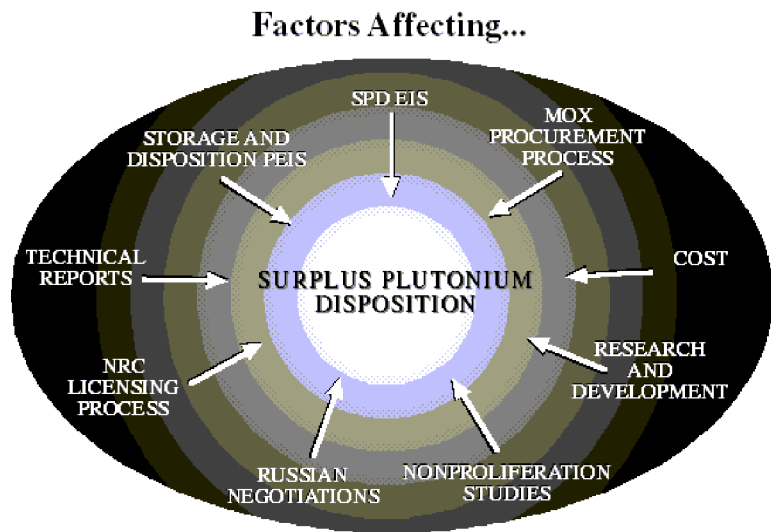 Factors Affecting...
SPD EIS
MOX
PROCUREMENT
PROCESS
STORAGE AND
DISPOSITION PEIS
TECHNICAL
REPORTS
COST
SURPLUS PLUTONIUM
DISPOSITION
NRC
LICENSING
PROCESS
RESEARCH
AND
DEVELOPMENT
RUSSIAN
NEGOTIATIONS
NONPROLIFERATION
STUDIES